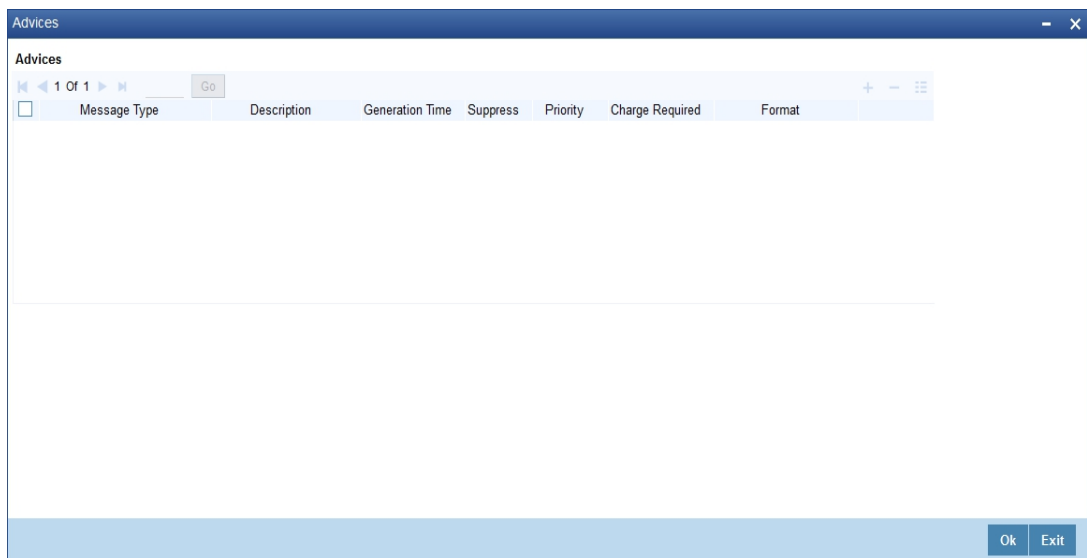 Advices
Advices
1 Of 1 Go
Message Type Description Generation Time Suppress Priority Charge Required Format
Ok Exit